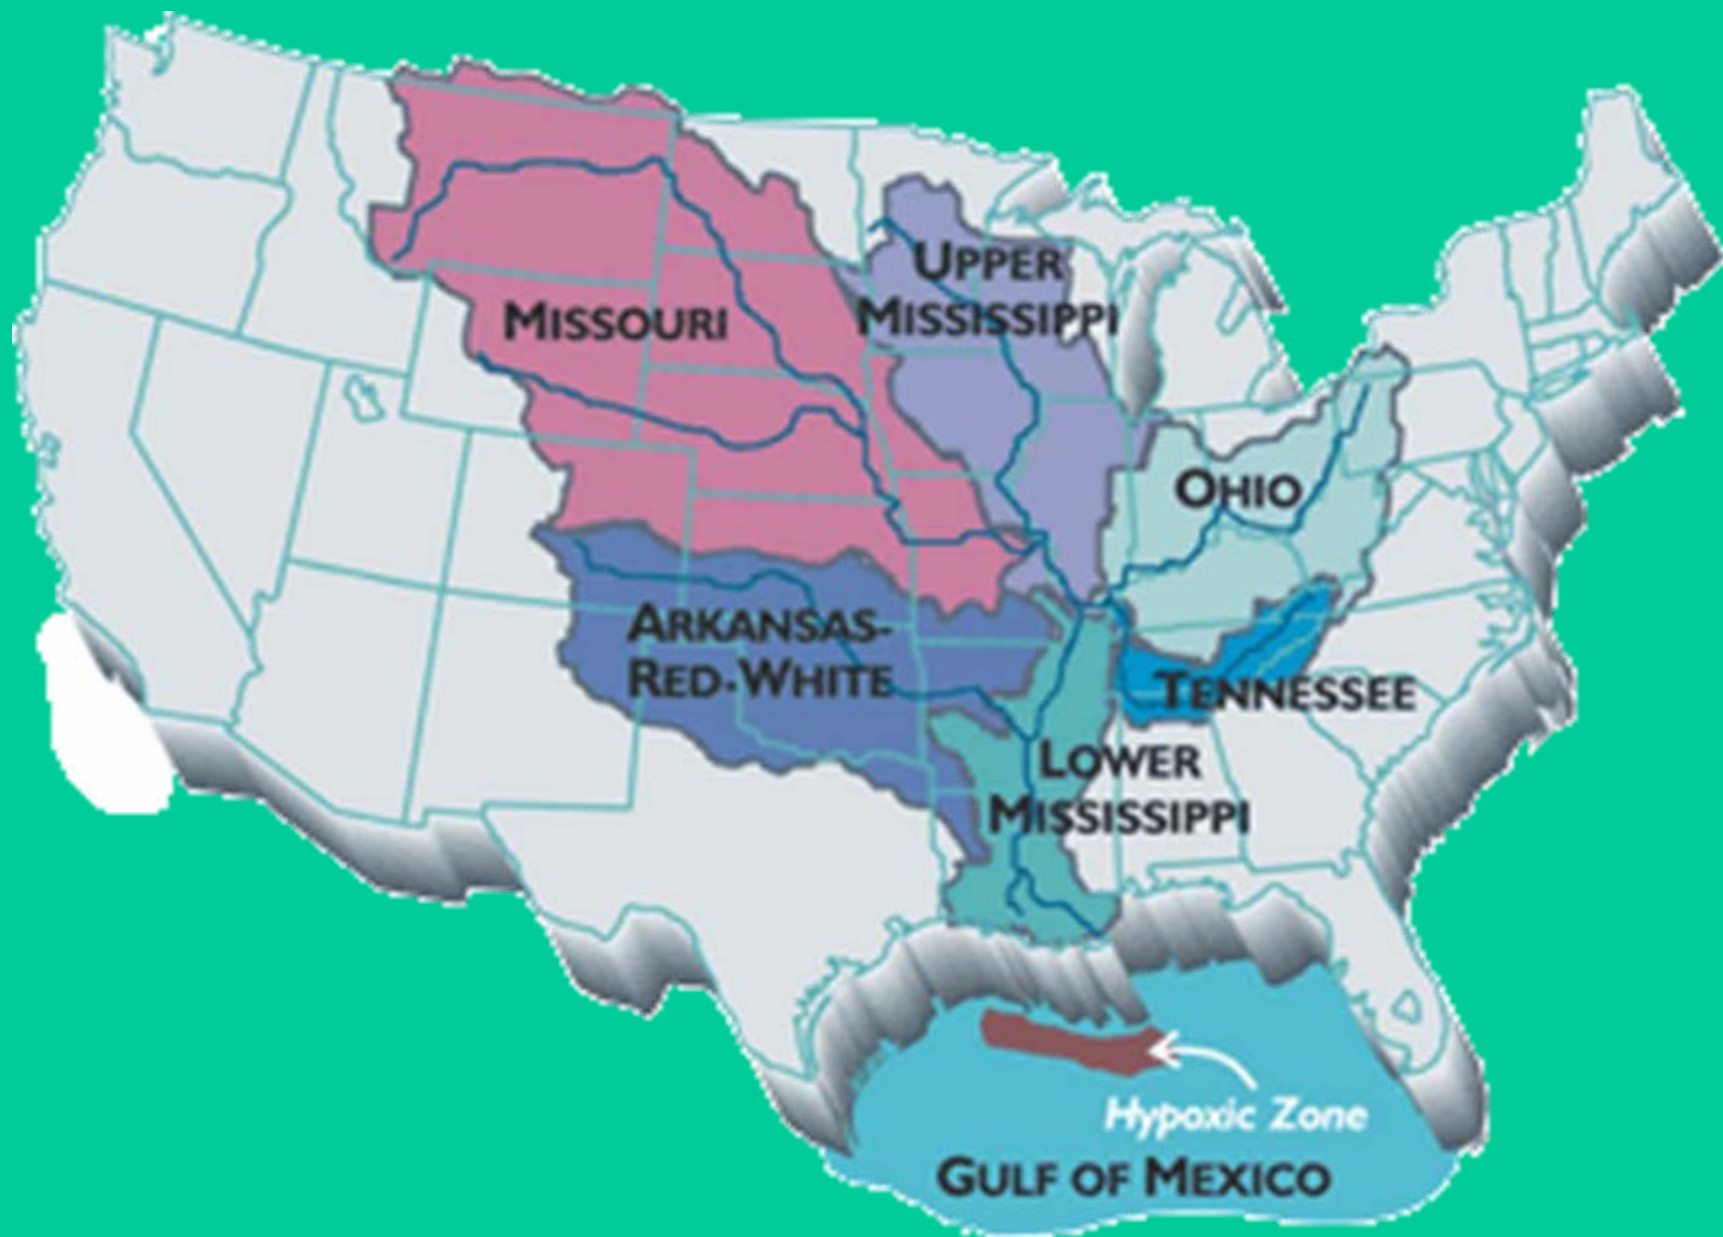 UPPER
MISSISSIPPI
MISSOURI
OHIO
ARKANSAS-
RED-WHITE
TENNESSEE
LOWER
MISSISSIPPI
Hypoxic Zone
GULF OF MEXICO